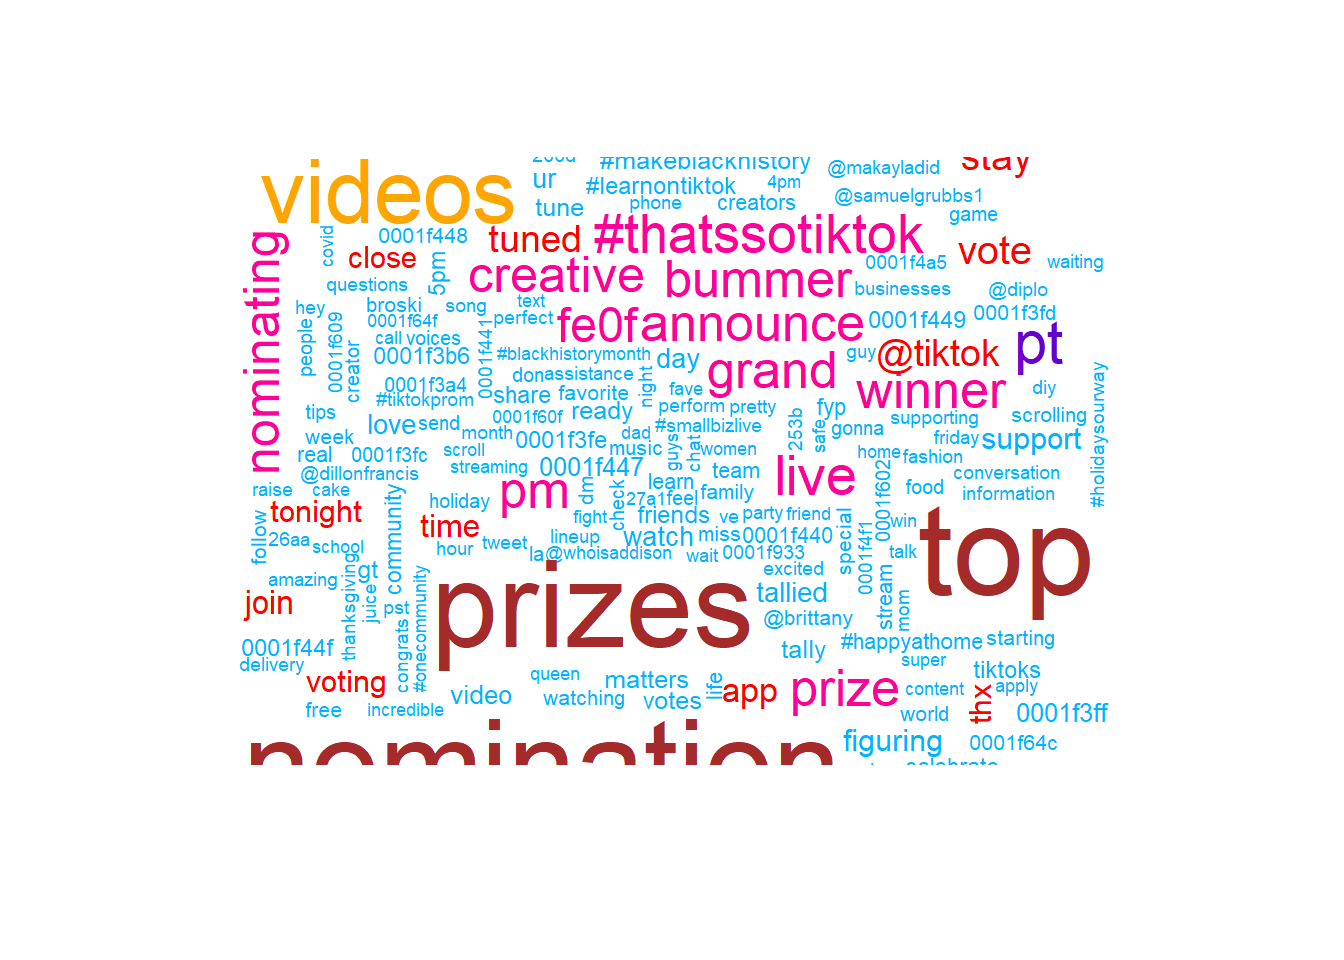 #makeblackhistory
stay
@makayladid
videos
ur
#learnontiktok
4pm
@samuelgrubbs1
tune
phone
creators
game
nominating
covid
0001f448
tuned
#thatssotiktok
vote
close
5pm
creative
bummer
0001f4a5
waiting
questions
businesses
@diplo
hey
broski
song
text
perfect
fe0f
announce
0001f449
0001f3fd
people
0001f609
0001f64f
0001f441
call
voices
pt
creator
0001f3b6
#blackhistorymonth
day
guy
@tiktok
don
assistance
night
grand
0001f3a4
fave
winner
diy
#holidaysourway
#tiktokprom
share
favorite
perform
pretty
fyp
tips
love
send
0001f60f
ready
#smallbizlive
253b
safe
gonna
supporting
scrolling
week
month
0001f3fe
dad
guys
chat
friday
support
real
0001f3fc
scroll
music
women
home
fashion
@dillonfrancis
streaming
0001f447
team
live
0001f602
conversation
raise
cake
community
holiday
pm
dm
check
learn
27a1
feel
family
food
information
follow
tonight
time
fight
friends
ve
party
friend
special
win
top
26aa
school
hour
tweet
lineup
watch
miss
0001f440
0001f4f1
talk
la
@whoisaddison
wait
0001f933
amazing
thanksgiving
gt
prizes
excited
stream
mom
join
juice
pst
#onecommunity
tallied
@brittany
congrats
0001f44f
tally
#happyathome
starting
delivery
super
voting
queen
matters
life
app
prize
content
tiktoks
thx
apply
video
watching
votes
free
incredible
world
0001f3ff
nomination
figuring
0001f64c
celebrate